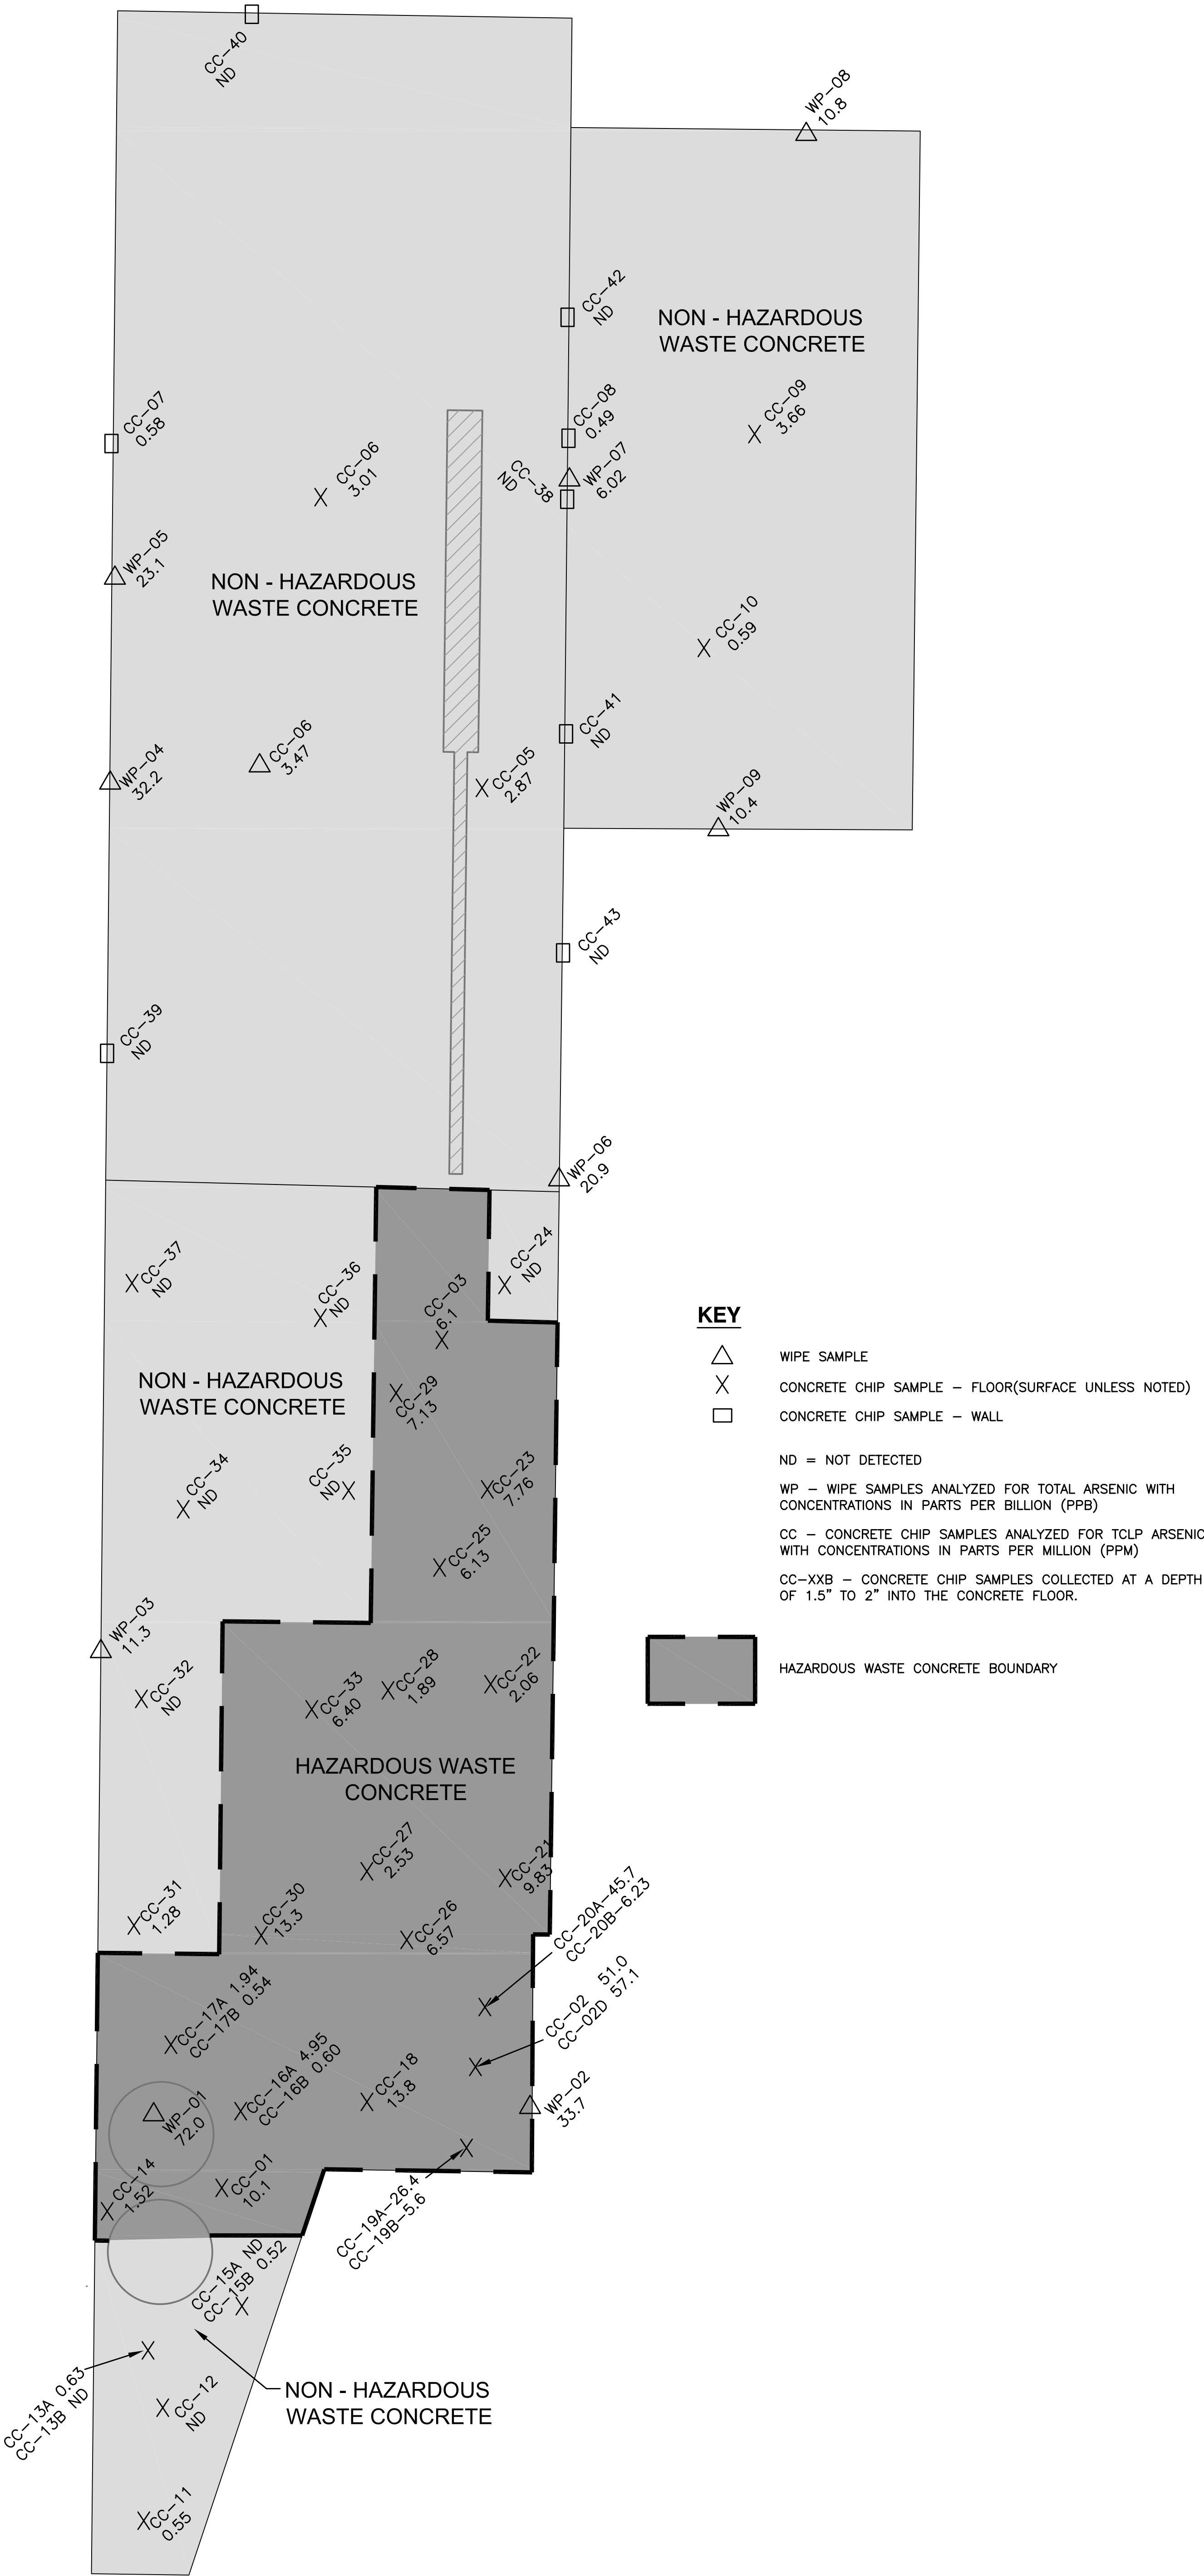 CC-40
ND
WP-08
10.8
CC-42
ND
NON - HAZARDOUS
WASTE CONCRETE
CC-07
0.58
CC-08
0.49
CC-09
3.66
CC-06
3.01
CC-38
ND
WP-07
6.02
WP-05
23.1
NON - HAZARDOUS
WASTE CONCRETE
CC-10
0.59
CC-41
ND
WP-04
32.2
CC-06
3.47
CC-05
2.87
WP-09
10.4
CC-43
ND
CC-39
ND
WP-06
20.9
CC-37
ND
CC-36
ND
CC-03
6.1
CC-24
ND
NON - HAZARDOUS
WASTE CONCRETE
CC-29
7.13
CC-34
ND
CC-35
ND
CC-23
7.76
CC-25
6.13
WP-03
11.3
CC-32
ND
CC-33
6.40
CC-28
1.89
CC-22
2.06
HAZARDOUS WASTE
CONCRETE
CC-27
2.53
CC-21
9.83
CC-31
1.28
CC-30
13.3
CC-26
6.57
CC-20A-45.7
CC-20B-6.23
CC-17A 1.94
CC-17B 0.54
CC-02 51.0
CC-02D 57.1
CC-16A 4.95
CC-16B 0.60
CC-18
13.8
WP-01
72.0
WP-02
33.7
CC-14
1.52
CC-01
10.1
CC-19A-26.4
CC-19B-5.6
CC-15A ND
CC-15B 0.52
CC-13A 0.63
CC-13B ND
CC-12
ND
NON - HAZARDOUS
WASTE CONCRETE
CC-11
0.55
KEY
WIPE SAMPLE
CONCRETE CHIP SAMPLE - FLOOR(SURFACE UNLESS NOTED)
CONCRETE CHIP SAMPLE - WALL
ND = NOT DETECTED
WP - WIPE SAMPLES ANALYZED FOR TOTAL ARSENIC WITH
CONCENTRATIONS IN PARTS PER BILLION (PPB)
CC - CONCRETE CHIP SAMPLES ANALYZED FOR TCLP ARSENIC
WITH CONCENTRATIONS IN PARTS PER MILLION (PPM)
CC-XXB - CONCRETE CHIP SAMPLES COLLECTED AT A DEPTH
OF 1.5" TO 2" INTO THE CONCRETE FLOOR.
HAZARDOUS WASTE CONCRETE BOUNDARY